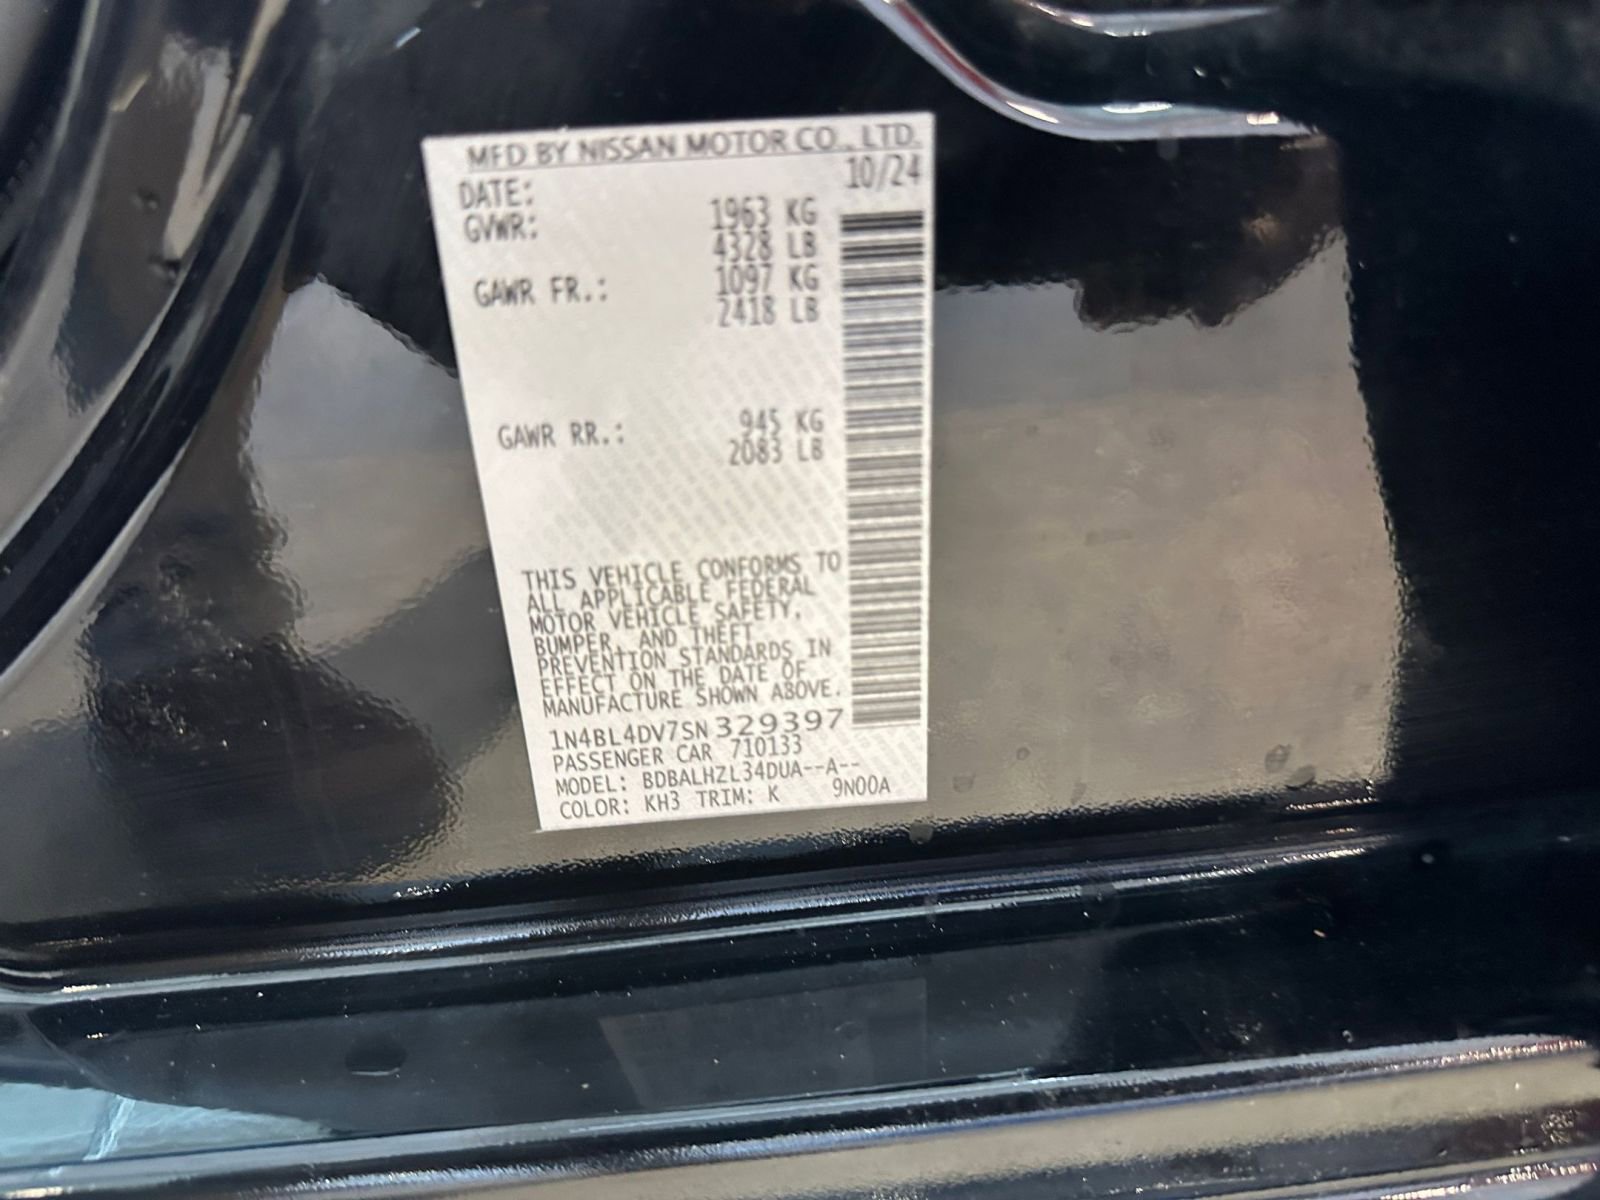 MFD BY NISSAN MOTOR CO., LTD.
DATE: 10/24
GVWR: 1963 KG
4328 LB
GAWR FR.: 1097 KG
2418 LB
GAWR RR.: 945 KG
2083 LB
THIS VEHICLE CONFORMS TO
ALL APPLICABLE FEDERAL
MOTOR VEHICLE SAFETY,
BUMPER, AND THEFT
PREVENTION STANDARDS IN
EFFECT ON THE DATE OF
MANUFACTURE SHOWN ABOVE.
1N4BL4DV7SN329397
PASSENGER CAR 710133
MODEL: BDBALHZL34DUA--A--
COLOR: KH3 TRIM: K 9N00A